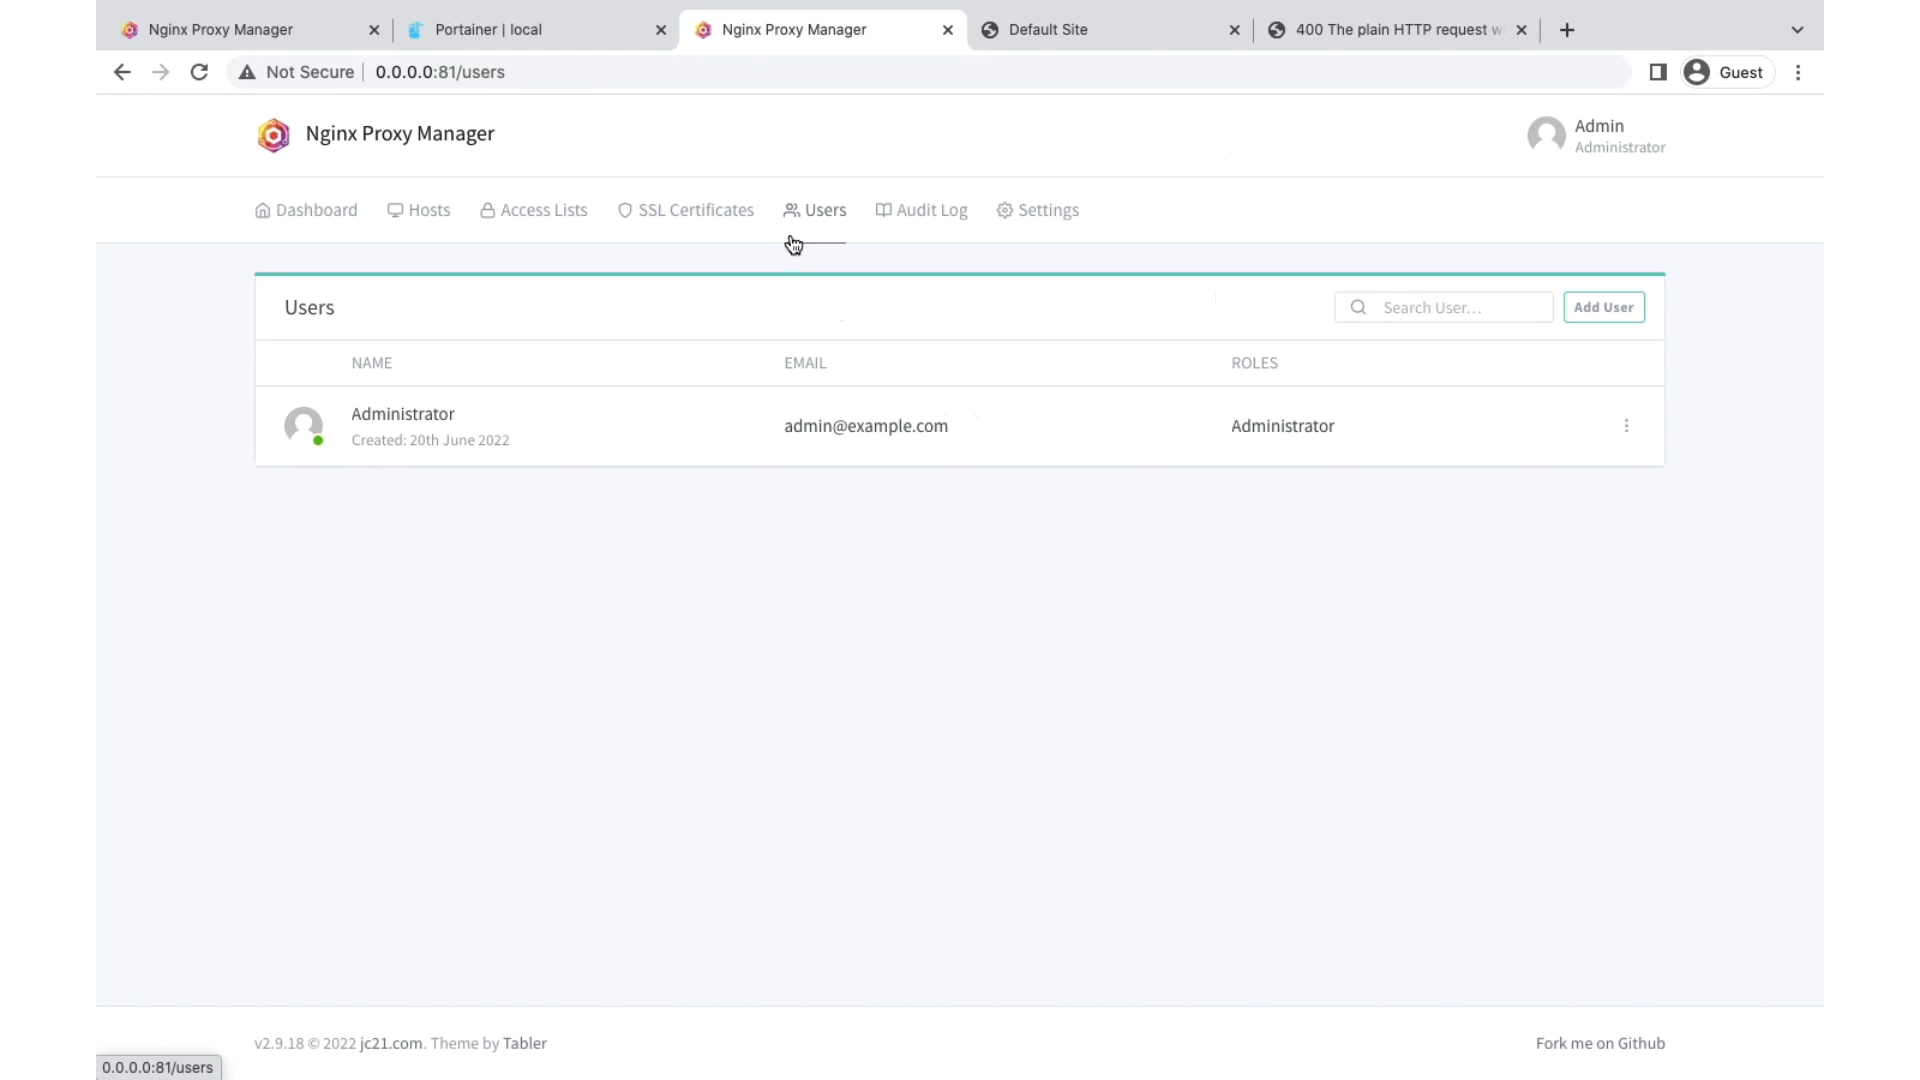 Nginx Proxy Manager
Portainer | local
Nginx Proxy Manager
Default Site
400 The plain HTTP request w
Not Secure 0.0.0.0:81/users
Guest
Nginx Proxy Manager
Admin
Administrator
Dashboard Hosts Access Lists SSL Certificates Users Audit Log Settings
Users
Search User...
Add User
NAME EMAIL ROLES
Administrator
Created: 20th June 2022
admin@example.com
Administrator
v2.9.18 © 2022 jc21.com. Theme by Tabler
Fork me on Github
0.0.0.0:81/users